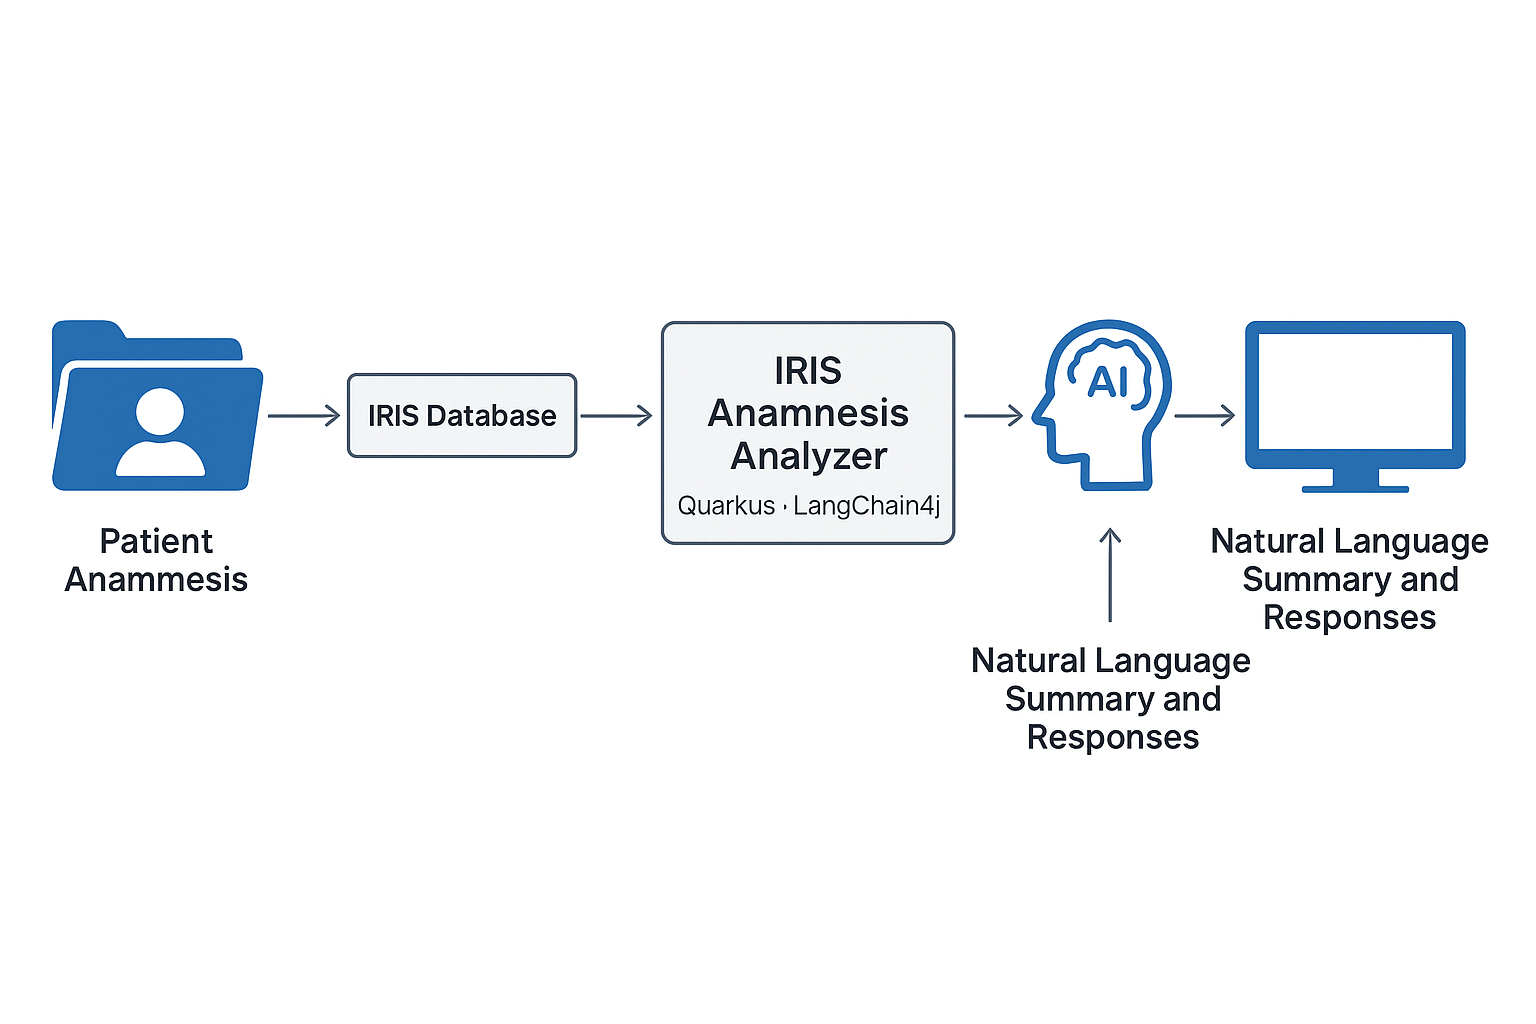 Patient
Anammesis
IRIS Database
IRIS
Anamnesis
Analyzer
Quarkus · LangChain4j
AI
Natural Language
Summary and
Responses
Natural Language
Summary and
Responses